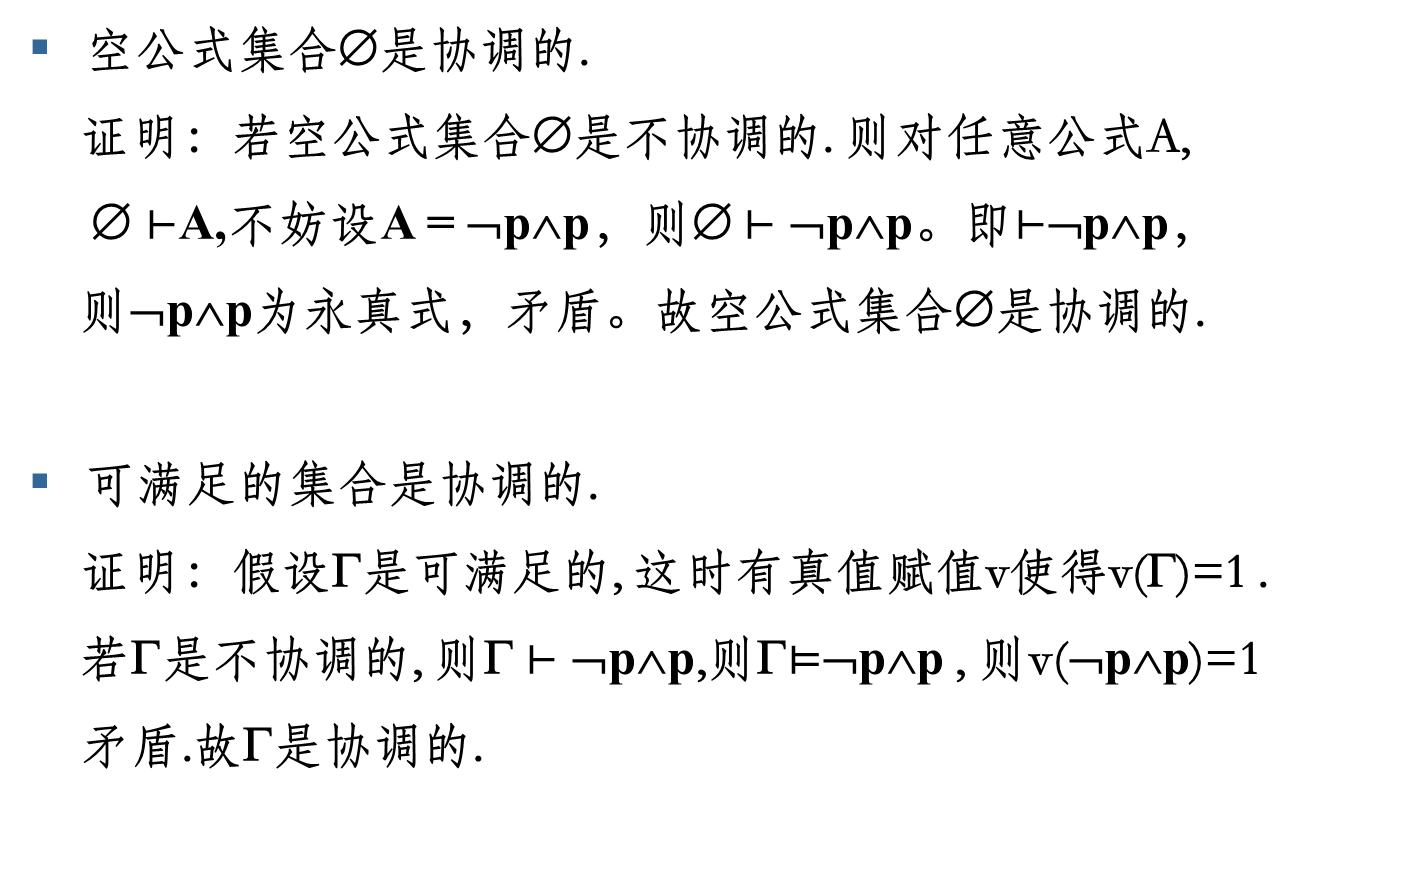 ▪ 空公式集合∅是协调的.
证明：若空公式集合∅是不协调的.则对任意公式A,
∅ ⊢A,不妨设A = ¬p∧p，则∅ ⊢ ¬p∧p。即⊢¬p∧p，
则¬p∧p为永真式，矛盾。故空公式集合∅是协调的.
▪ 可满足的集合是协调的.
证明：假设Γ是可满足的,这时有真值赋值v使得v(Γ)=1 .
若Γ是不协调的,则Γ ⊢ ¬p∧p,则Γ⊨¬p∧p , 则v(¬p∧p)=1
矛盾.故Γ是协调的.